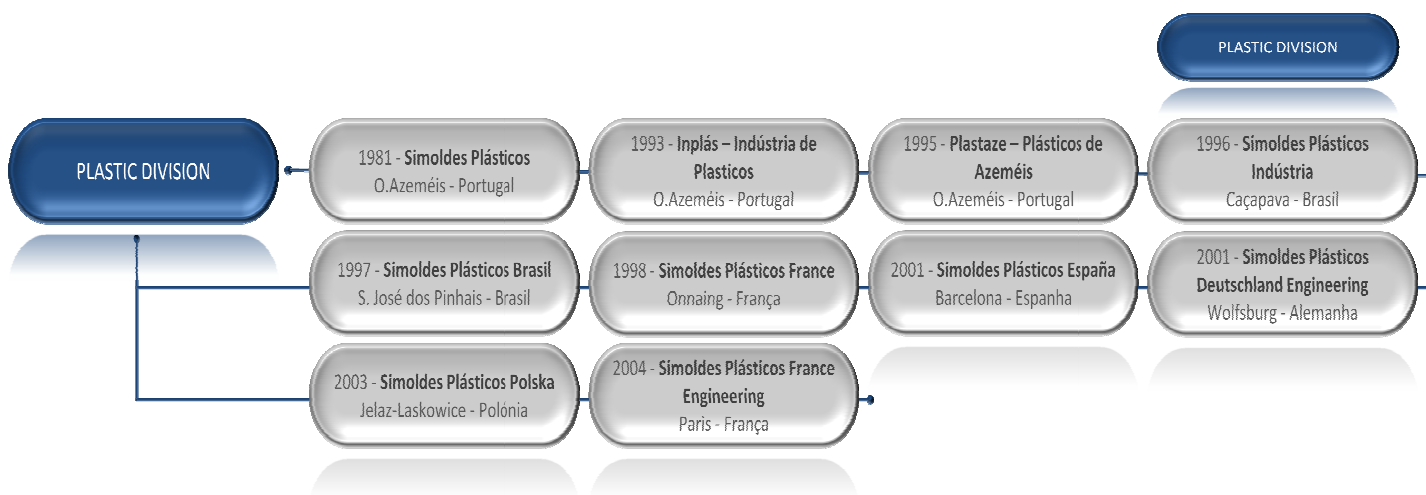 PLASTIC DIVISION
PLASTIC DIVISION
1981 - Simoldes Plásticos
O.Azeméis - Portugal
1993 - Inplás – Indústria de
Plasticos
O.Azeméis - Portugal
1995 - Plastaze – Plásticos de
Azeméis
O.Azeméis - Portugal
1996 - Simoldes Plásticos
Indústria
Caçapava - Brasil
1997 - Simoldes Plásticos Brasil
S. José dos Pinhais - Brasil
1998 - Simoldes Plásticos France
Onnaing - França
2001 - Simoldes Plásticos España
Barcelona - Espanha
2001 - Simoldes Plásticos
Deutschland Engineering
Wolfsburg - Alemanha
2003 - Simoldes Plásticos Polska
Jelaz-Laskowice - Polónia
2004 - Simoldes Plásticos France
Engineering
Paris - França